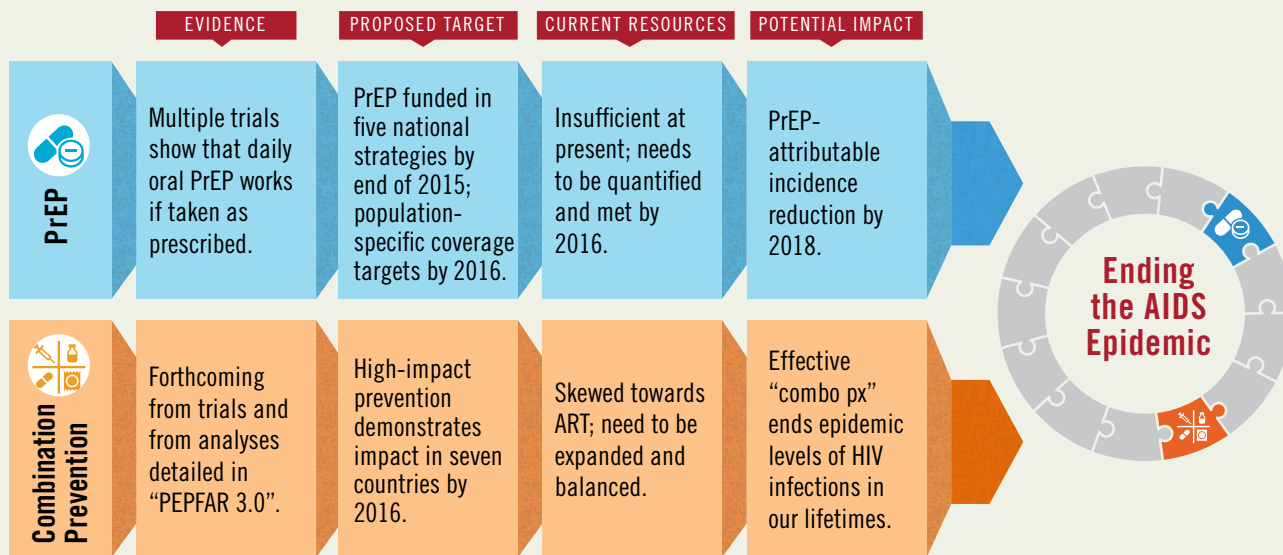 EVIDENCE
PROPOSED TARGET
CURRENT RESOURCES
POTENTIAL IMPACT
PrEP
Multiple trials
show that daily
oral PrEP works
if taken as
prescribed.
PrEP funded in
five national
strategies by
end of 2015;
population-
specific coverage
targets by 2016.
Insufficient at
present; needs
to be quantified
and met by
2016.
PrEP-
attributable
incidence
reduction by
2018.
Combination
Prevention
Forthcoming
from trials and
from analyses
detailed in
“PEPFAR 3.0”.
High-impact
prevention
demonstrates
impact in seven
countries by
2016.
Skewed towards
ART; need to be
expanded and
balanced.
Effective
“combo px”
ends epidemic
levels of HIV
infections in
our lifetimes.
Ending
the AIDS
Epidemic